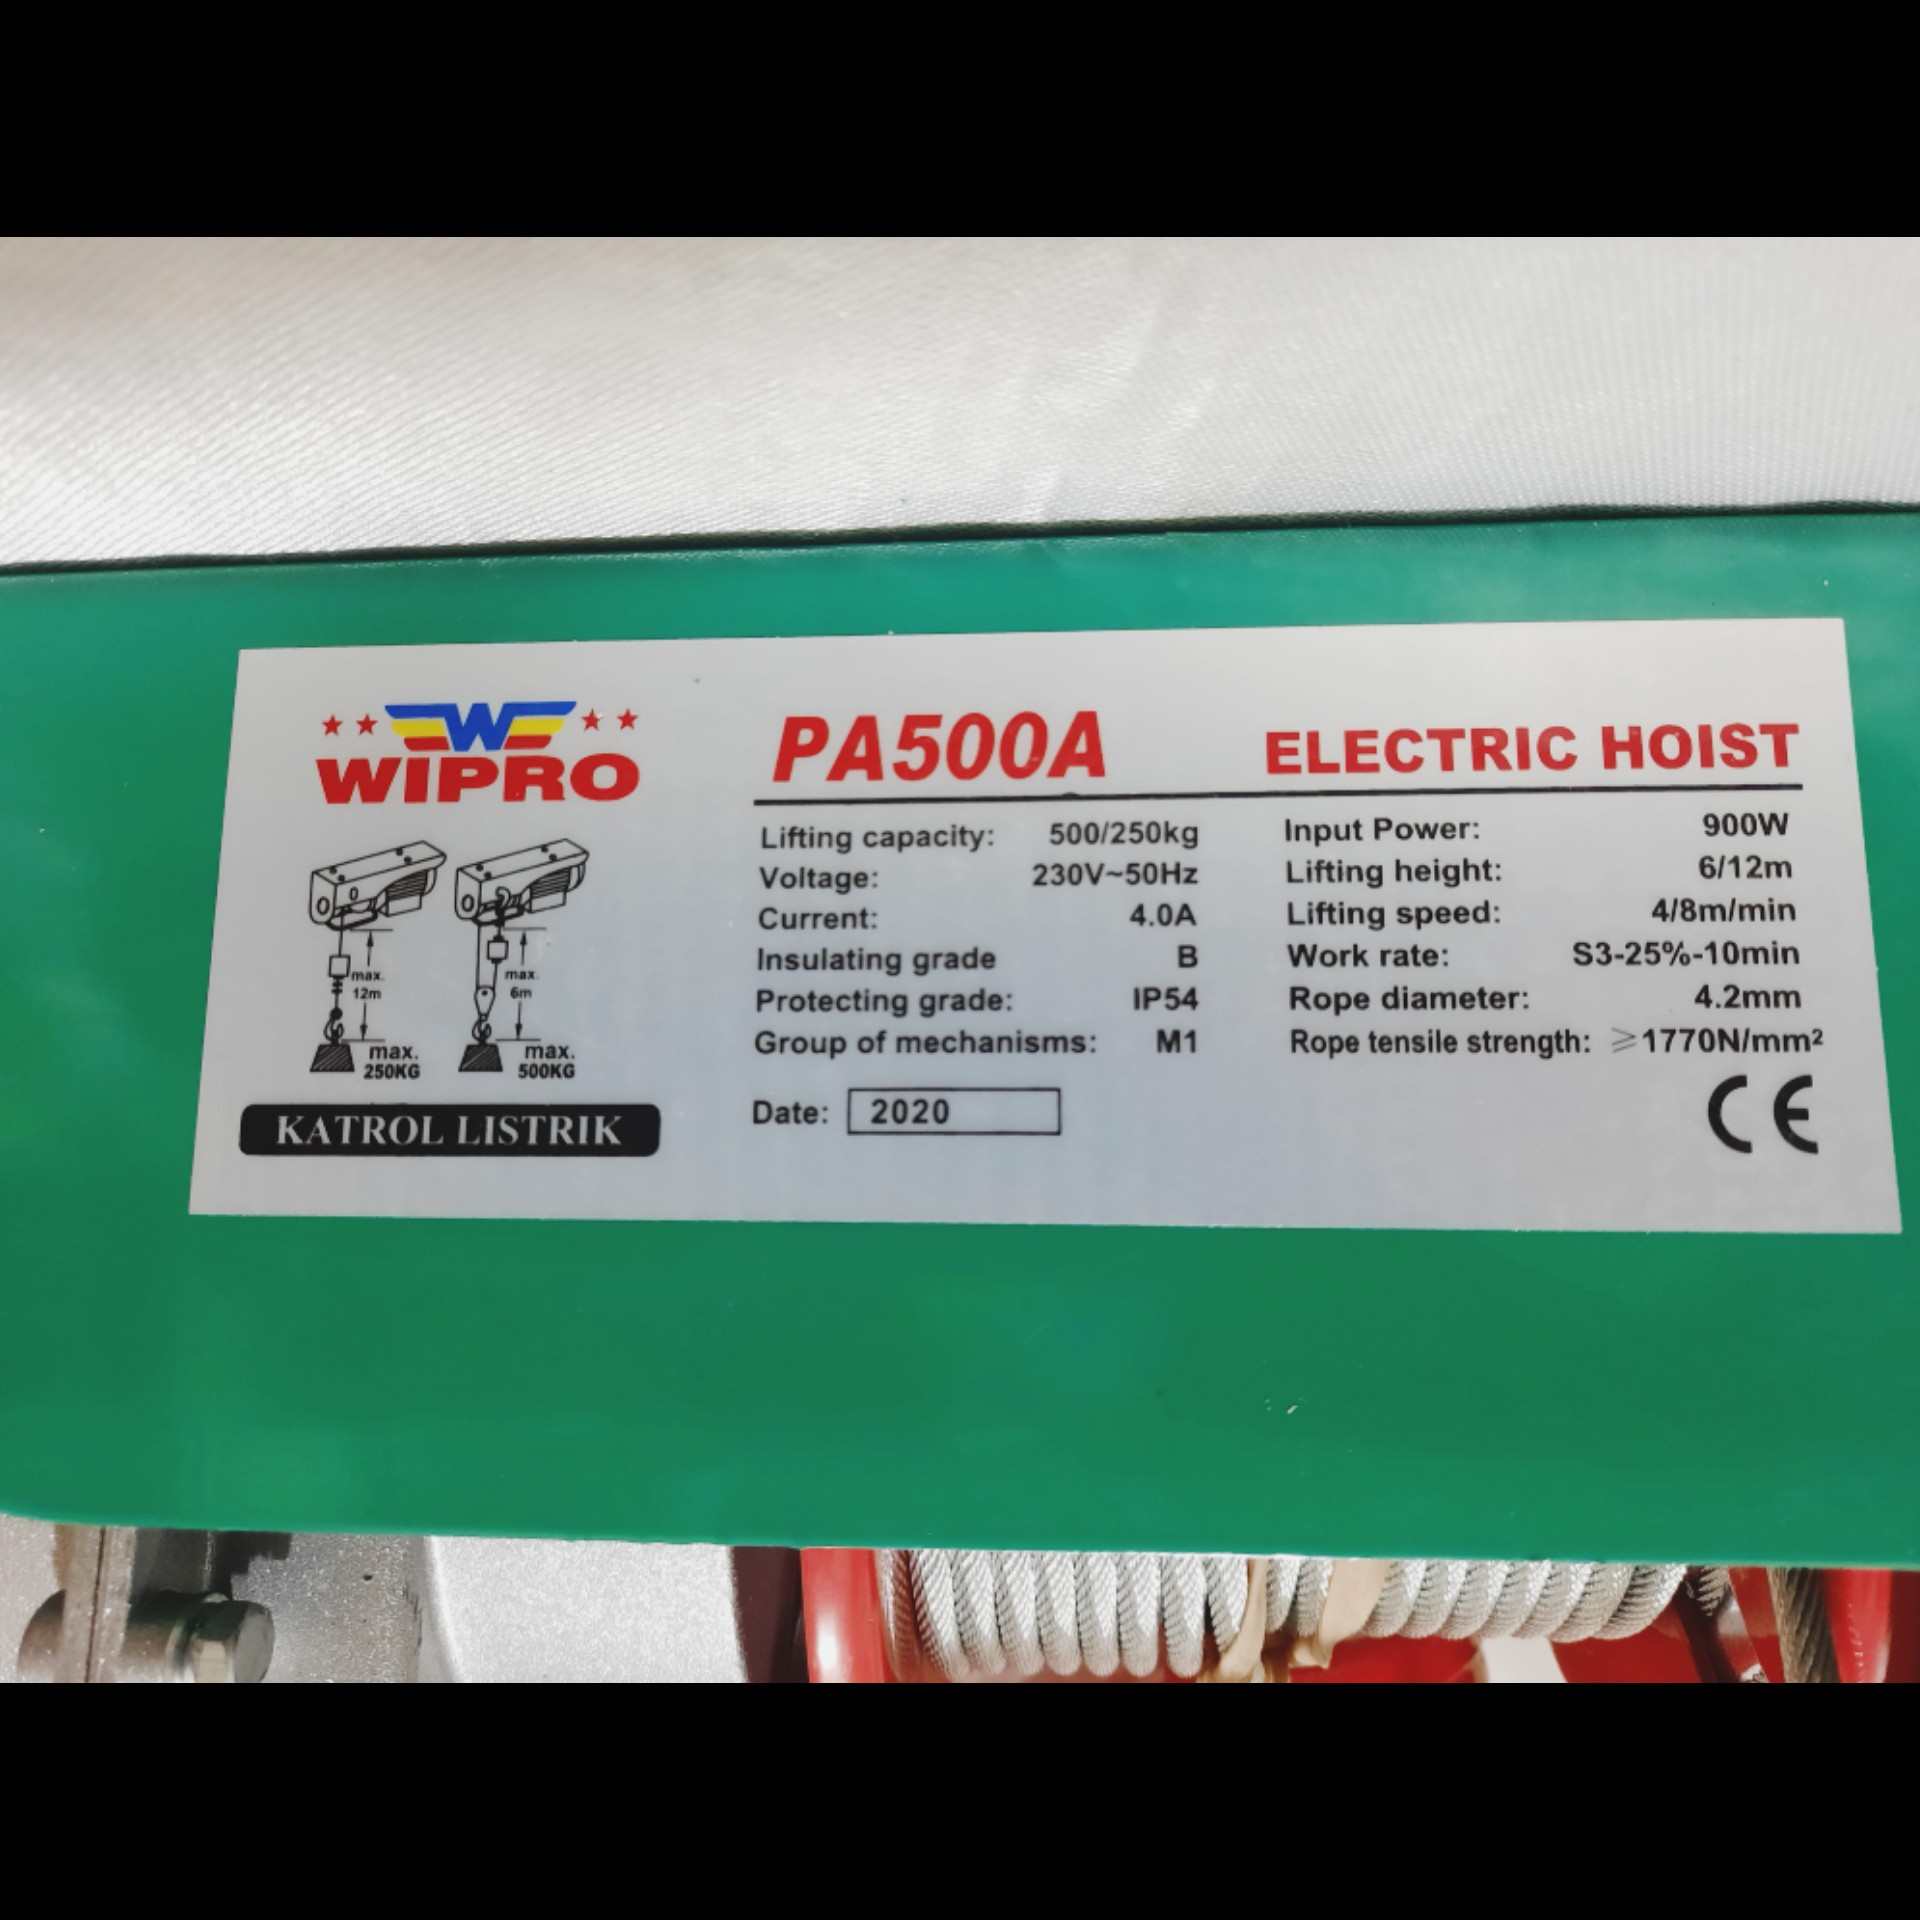 WIPRO
PA500A ELECTRIC HOIST
Lifting capacity: 500/250kg
Voltage: 230V~50Hz
Current: 4.0A
Insulating grade B
Protecting grade: IP54
Group of mechanisms: M1
Date: 2020
Input Power: 900W
Lifting height: 6/12m
Lifting speed: 4/8m/min
Work rate: S3-25%-10min
Rope diameter: 4.2mm
Rope tensile strength: ≥1770N/mm²
CE
max.
12m
max.
250KG
max.
6m
max.
500KG
KATROL LISTRIK